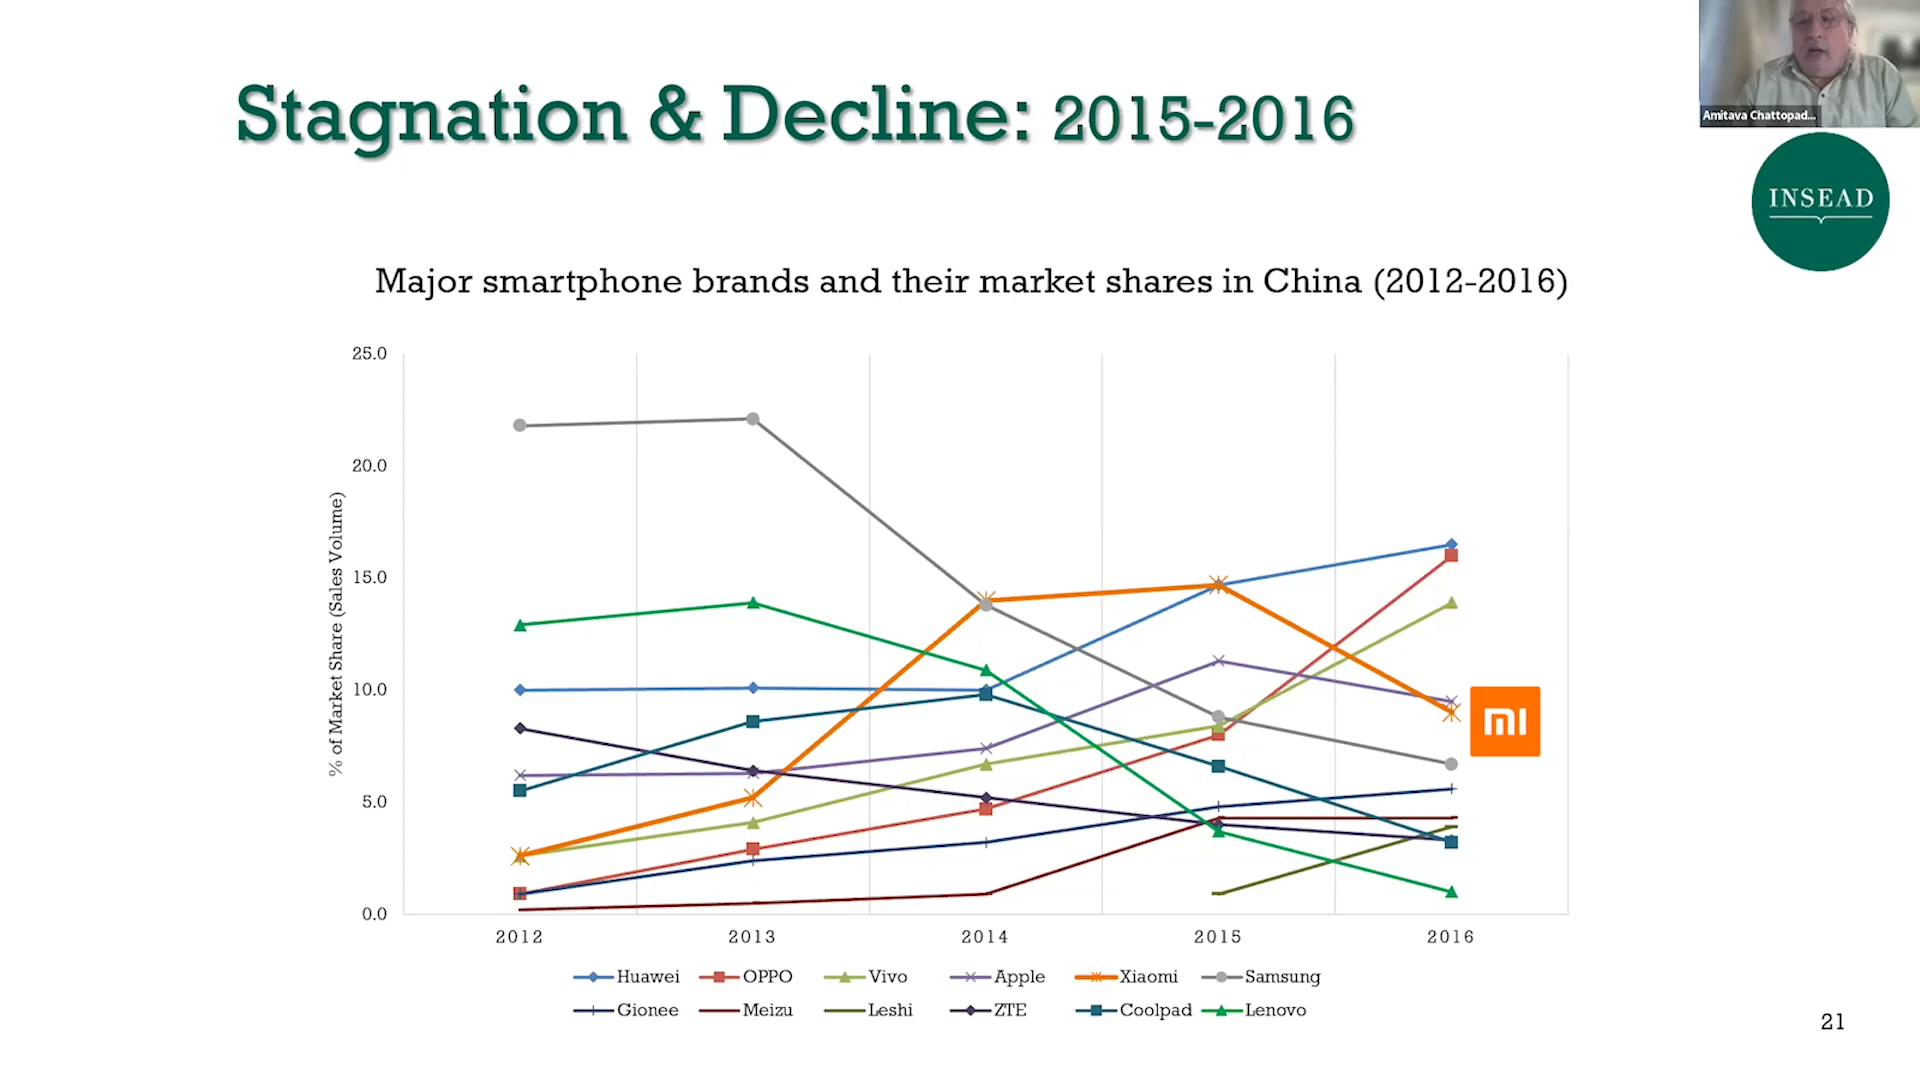 Amitava Chattopad...
Stagnation & Decline: 2015-2016
INSEAD
Major smartphone brands and their market shares in China (2012-2016)
% of Market Share (Sales Volume)
25.0
20.0
15.0
10.0
5.0
0.0
2012 2013 2014 2015 2016
mi
Huawei OPPO Vivo Apple Xiaomi Samsung
Gionee Meizu Leshi ZTE Coolpad Lenovo
21